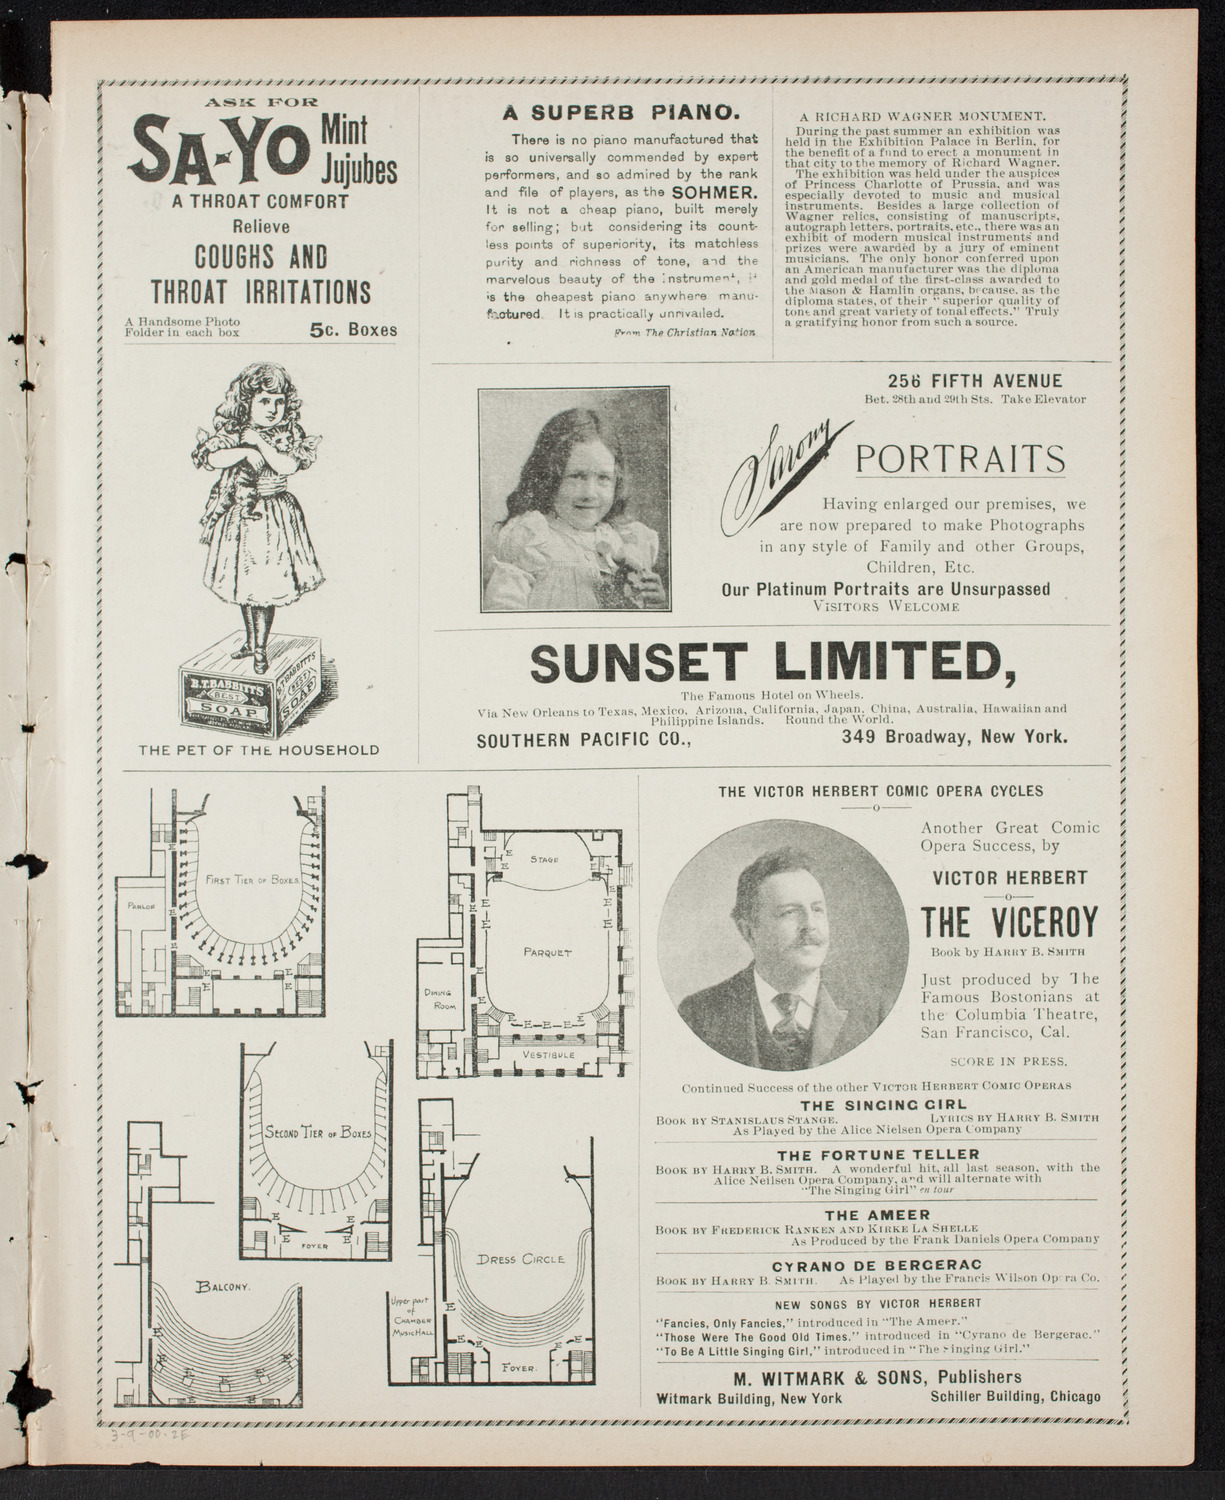 ASK FOR
SA-YO Mint Jujubes
A THROAT COMFORT
Relieve
COUGHS AND
THROAT IRRITATIONS
A Handsome Photo
Folder in each box
5c. Boxes
B.T. BABBITT'S
BEST
SOAP
B.T. BABBITT'S
BEST
SOAP
THE PET OF THE HOUSEHOLD
A SUPERB PIANO.
There is no piano manufactured that
is so universally commended by expert
performers, and so admired by the rank
and file of players, as the SOHMER.
It is not a cheap piano, built merely
for selling; but considering its count-
less points of superiority, its matchless
purity and richness of tone, and the
marvelous beauty of the instrument, it
is the cheapest piano anywhere manu-
factured. It is practically unrivalled.
From The Christian Nation
A RICHARD WAGNER MONUMENT.
During the past summer an exhibition was
held in the Exhibition Palace in Berlin, for
the benefit of a fund to erect a monument in
that city to the memory of Richard Wagner.
The exhibition was held under the auspices
of Princess Charlotte of Prussia, and was
especially devoted to music and musical
instruments. Besides a large collection of
Wagner relics, consisting of manuscripts,
autograph letters, portraits, etc., there was an
exhibit of modern musical instruments and
prizes were awarded by a jury of eminent
musicians. The only honor conferred upon
an American manufacturer was the diploma
and gold medal of the first-class awarded to
the Mason & Hamlin organs, because, as the
diploma states, of their "superior quality of
tone and great variety of tonal effects." Truly
a gratifying honor from such a source.
256 FIFTH AVENUE
Bet. 28th and 29th Sts. Take Elevator
Sarony
PORTRAITS
Having enlarged our premises, we
are now prepared to make Photographs
in any style of Family and other Groups,
Children, Etc.
Our Platinum Portraits are Unsurpassed
VISITORS WELCOME
SUNSET LIMITED,
The Famous Hotel on Wheels.
Via New Orleans to Texas, Mexico, Arizona, California, Japan, China, Australia, Hawaiian and
Philippine Islands. Round the World.
SOUTHERN PACIFIC CO., 349 Broadway, New York.
FIRST TIER OF BOXES
PARLOR
STAGE
PARQUET
DINING
ROOM
VESTIBULE
SECOND TIER OF BOXES
FOYER
BALCONY.
DRESS CIRCLE
Upper part
of
CHAMBER
MUSIC HALL
FOYER.
THE VICTOR HERBERT COMIC OPERA CYCLES
Another Great Comic
Opera Success, by
VICTOR HERBERT
THE VICEROY
Book by HARRY B. SMITH
Just produced by The
Famous Bostonians at
the Columbia Theatre,
San Francisco, Cal.
SCORE IN PRESS.
Continued Success of the other VICTOR HERBERT COMIC OPERAS
THE SINGING GIRL
BOOK BY STANISLAUS STANGE. LYRICS BY HARRY B. SMITH
As Played by the Alice Nielsen Opera Company
THE FORTUNE TELLER
BOOK BY HARRY B. SMITH. A wonderful hit, all last season, with the
Alice Neilsen Opera Company, and will alternate with
"The Singing Girl" en tour
THE AMEER
BOOK BY FREDERICK RANKEN AND KIRKE LA SHELLE
As Produced by the Frank Daniels Opera Company
CYRANO DE BERGERAC
BOOK BY HARRY B. SMITH. As Played by the Francis Wilson Opera Co.
NEW SONGS BY VICTOR HERBERT
"Fancies, Only Fancies," introduced in "The Ameer."
"Those Were The Good Old Times," introduced in "Cyrano de Bergerac."
"To Be A Little Singing Girl," introduced in "The Singing Girl."
M. WITMARK & SONS, Publishers
Witmark Building, New York Schiller Building, Chicago
3-9-00-2E